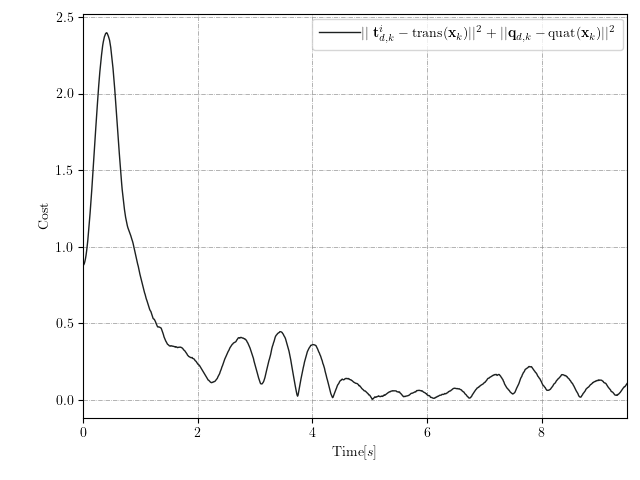 || t^i_{d,k} − trans(x_k)||^2 + ||q_{d,k} − quat(x_k)||^2
2.5
2.0
1.5
1.0
0.5
0.0
Cost
0 2 4 6 8
Time[s]